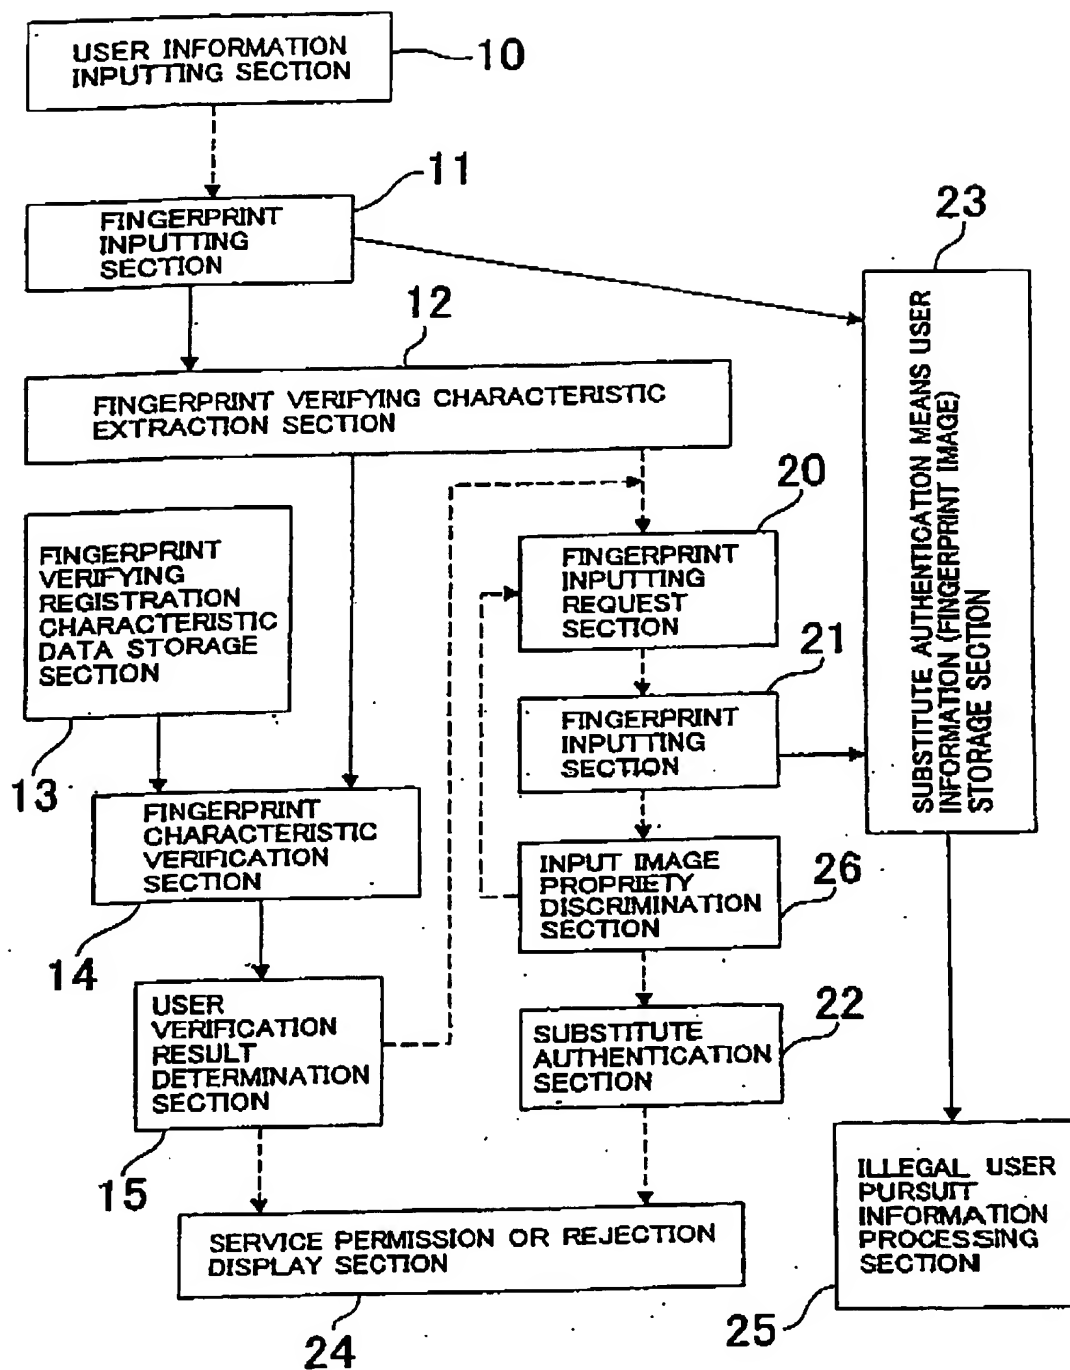 USER INFORMATION
INPUTTING SECTION
10
FINGERPRINT
INPUTTING
SECTION
11
23
SUBSTITUTE AUTHENTICATION MEANS USER
INFORMATION (FINGERPRINT IMAGE)
STORAGE SECTION
12
FINGERPRINT VERIFYING CHARACTERISTIC
EXTRACTION SECTION
20
FINGERPRINT
INPUTTING
REQUEST
SECTION
FINGERPRINT
VERIFYING
REGISTRATION
CHARACTERISTIC
DATA STORAGE
SECTION
13
21
FINGERPRINT
INPUTTING
SECTION
FINGERPRINT
CHARACTERISTIC
VERIFICATION
SECTION
14
INPUT IMAGE
PROPRIETY
DISCRIMINATION
SECTION
26
USER
VERIFICATION
RESULT
DETERMINATION
SECTION
15
SUBSTITUTE
AUTHENTICATION
SECTION
22
ILLEGAL USER
PURSUIT
INFORMATION
PROCESSING
SECTION
25
SERVICE PERMISSION OR REJECTION
DISPLAY SECTION
24